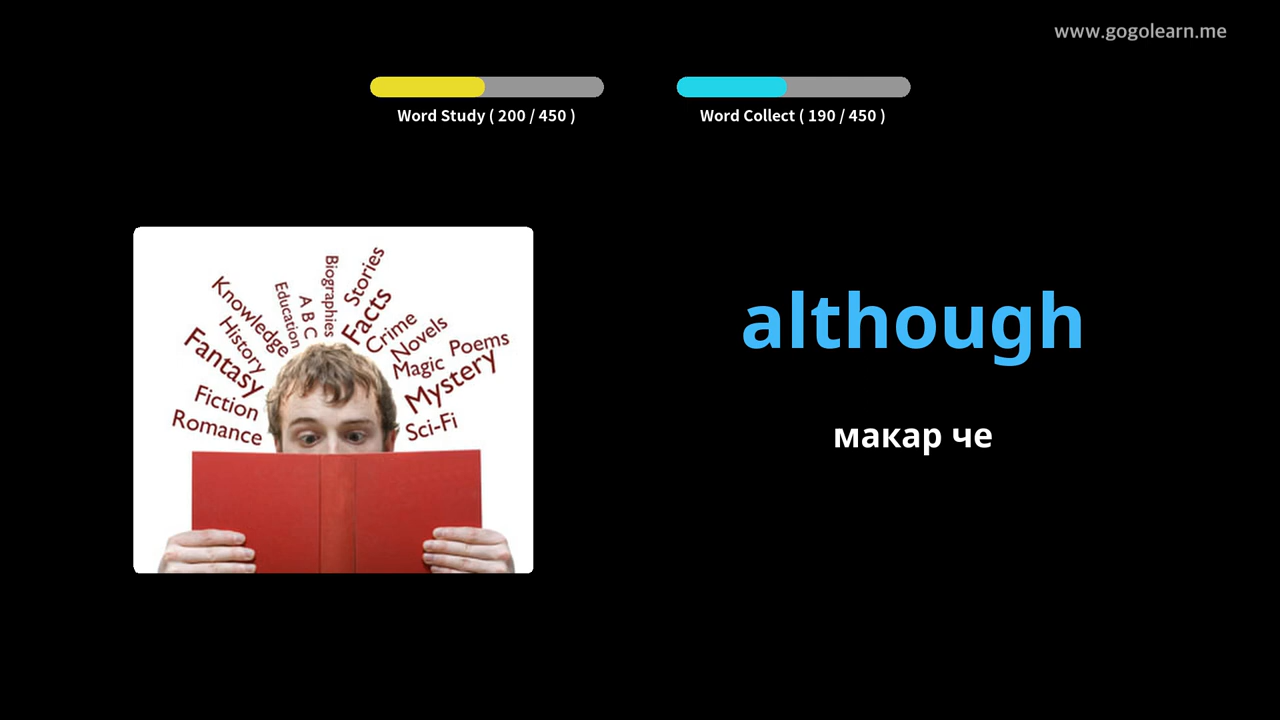 www.gogolearn.me
Word Study ( 200 / 450 )
Word Collect ( 190 / 450 )
Knowledge
History
Fantasy
Fiction
Romance
Education
A B C
Biographies
Stories
Facts
Crime
Novels
Magic
Poems
Mystery
Sci-Fi
although
макар че